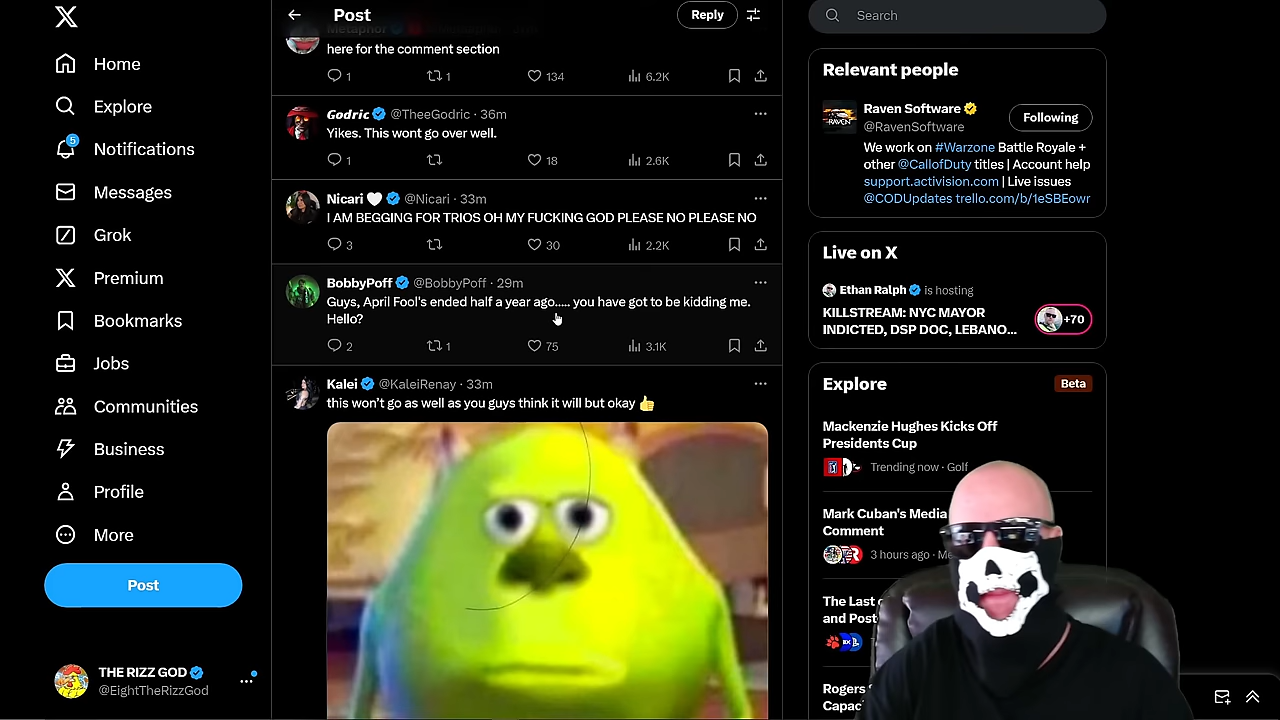 Post
Reply
Search
here for the comment section
1
1
134
6.2K
Godric @TheeGodric · 36m
Yikes. This wont go over well.
1
18
2.6K
Nicari 🤍 @Nicari · 33m
I AM BEGGING FOR TRIOS OH MY FUCKING GOD PLEASE NO PLEASE NO
3
30
2.2K
BobbyPoff @BobbyPoff · 29m
Guys, April Fool's ended half a year ago..... you have got to be kidding me.
Hello?
2
1
75
3.1K
Kalei @KaleiRenay · 33m
this won't go as well as you guys think it will but okay 👍
Home
Explore
5
Notifications
Messages
Grok
Premium
Bookmarks
Jobs
Communities
Business
Profile
More
Post
THE RIZZ GOD
@EightTheRizzGod
Relevant people
Raven Software
@RavenSoftware
Following
RAVEN
We work on #Warzone Battle Royale +
other @CallofDuty titles | Account help
support.activision.com | Live issues
@CODUpdates trello.com/b/1eSBEowr
Live on X
Ethan Ralph is hosting
KILLSTREAM: NYC MAYOR
INDICTED, DSP DOC, LEBANO...
+70
Explore
Beta
Mackenzie Hughes Kicks Off
Presidents Cup
Trending now · Golf
Mark Cuban's Media
Comment
3 hours ago ·
The Last
and Post
Rogers